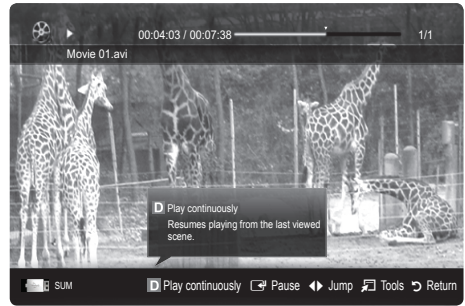 00:04:03 / 00:07:38
1/1
Movie 01.avi
D Play continuously
Resumes playing from the last viewed
scene.
SUM
D Play continuously Pause Jump Tools Return